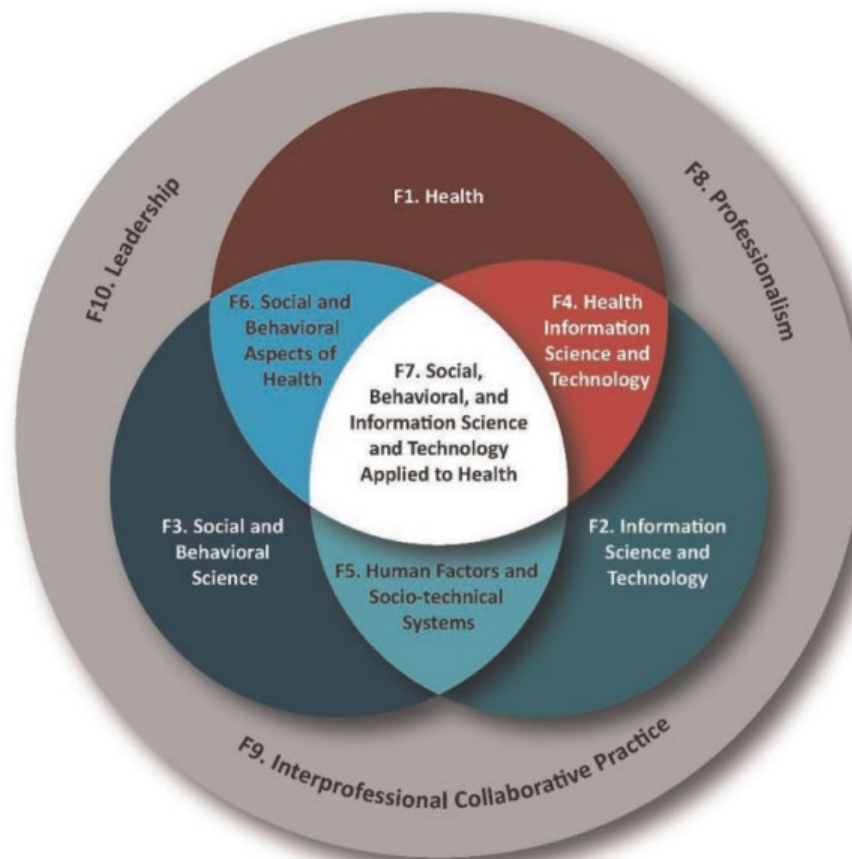 F10. Leadership
F8. Professionalism
F1. Health
F6. Social and
Behavioral
Aspects of
Health
F4. Health
Information
Science and
Technology
F7. Social,
Behavioral, and
Information Science
and Technology
Applied to Health
F3. Social and
Behavioral
Science
F2. Information
Science and
Technology
F5. Human Factors and
Socio-technical
Systems
F9. Interprofessional Collaborative Practice